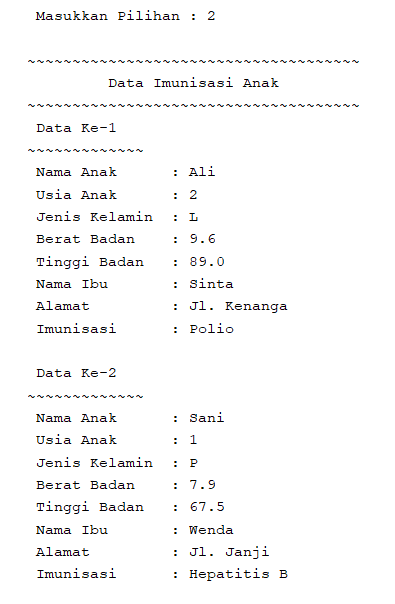 Masukkan Pilihan : 2
~~~~~~~~~~~~~~~~~~~~~~~~~~~~~~~~~~~~~
Data Imunisasi Anak
~~~~~~~~~~~~~~~~~~~~~~~~~~~~~~~~~~~~~
Data Ke-1
~~~~~~~~~~~~~
Nama Anak : Ali
Usia Anak : 2
Jenis Kelamin : L
Berat Badan : 9.6
Tinggi Badan : 89.0
Nama Ibu : Sinta
Alamat : Jl. Kenanga
Imunisasi : Polio
Data Ke-2
~~~~~~~~~~~~~
Nama Anak : Sani
Usia Anak : 1
Jenis Kelamin : P
Berat Badan : 7.9
Tinggi Badan : 67.5
Nama Ibu : Wenda
Alamat : Jl. Janji
Imunisasi : Hepatitis B